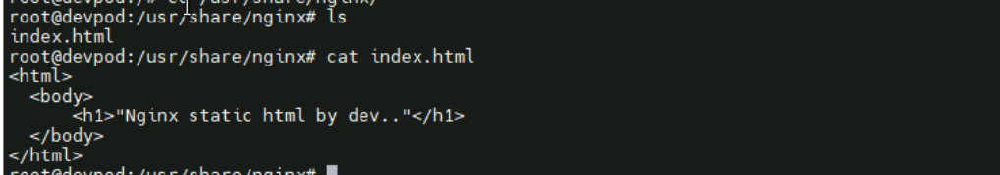 root@devpod:/# cd /usr/share/nginx/
root@devpod:/usr/share/nginx# ls
index.html
root@devpod:/usr/share/nginx# cat index.html
<html>
  <body>
      <h1>"Nginx static html by dev.."</h1>
  </body>
</html>
root@devpod:/usr/share/nginx#